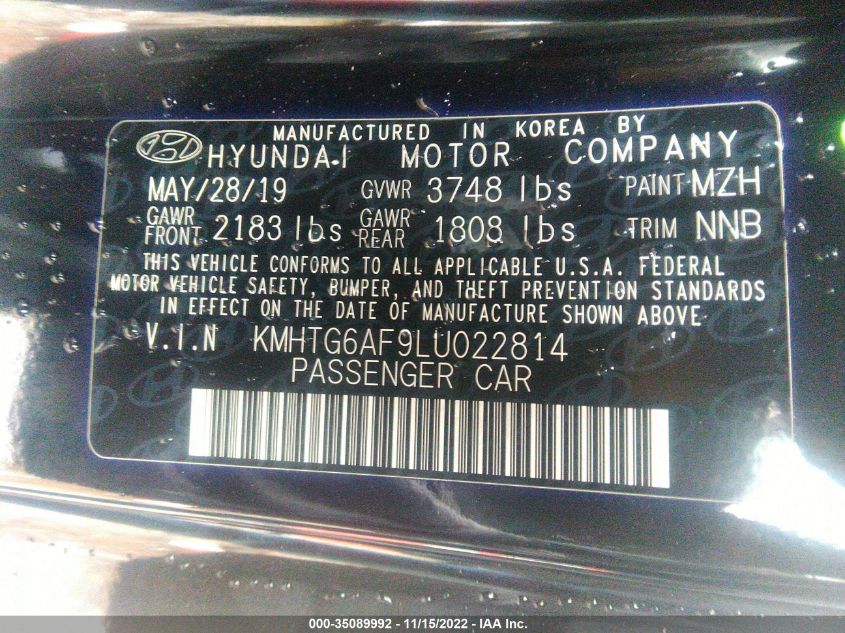 MANUFACTURED IN KOREA BY
HYUNDAI MOTOR COMPANY
MAY/28/19 GVWR 3748 lbs PAINT MZH
GAWR FRONT 2183 lbs GAWR REAR 1808 lbs TRIM NNB
THIS VEHICLE CONFORMS TO ALL APPLICABLE U.S.A. FEDERAL
MOTOR VEHICLE SAFETY, BUMPER, AND THEFT PREVENTION STANDARDS
IN EFFECT ON THE DATE OF MANUFACTURE SHOWN ABOVE
V.I.N KMHTG6AF9LU022814
PASSENGER CAR
000-35089992 - 11/15/2022 - IAA Inc.